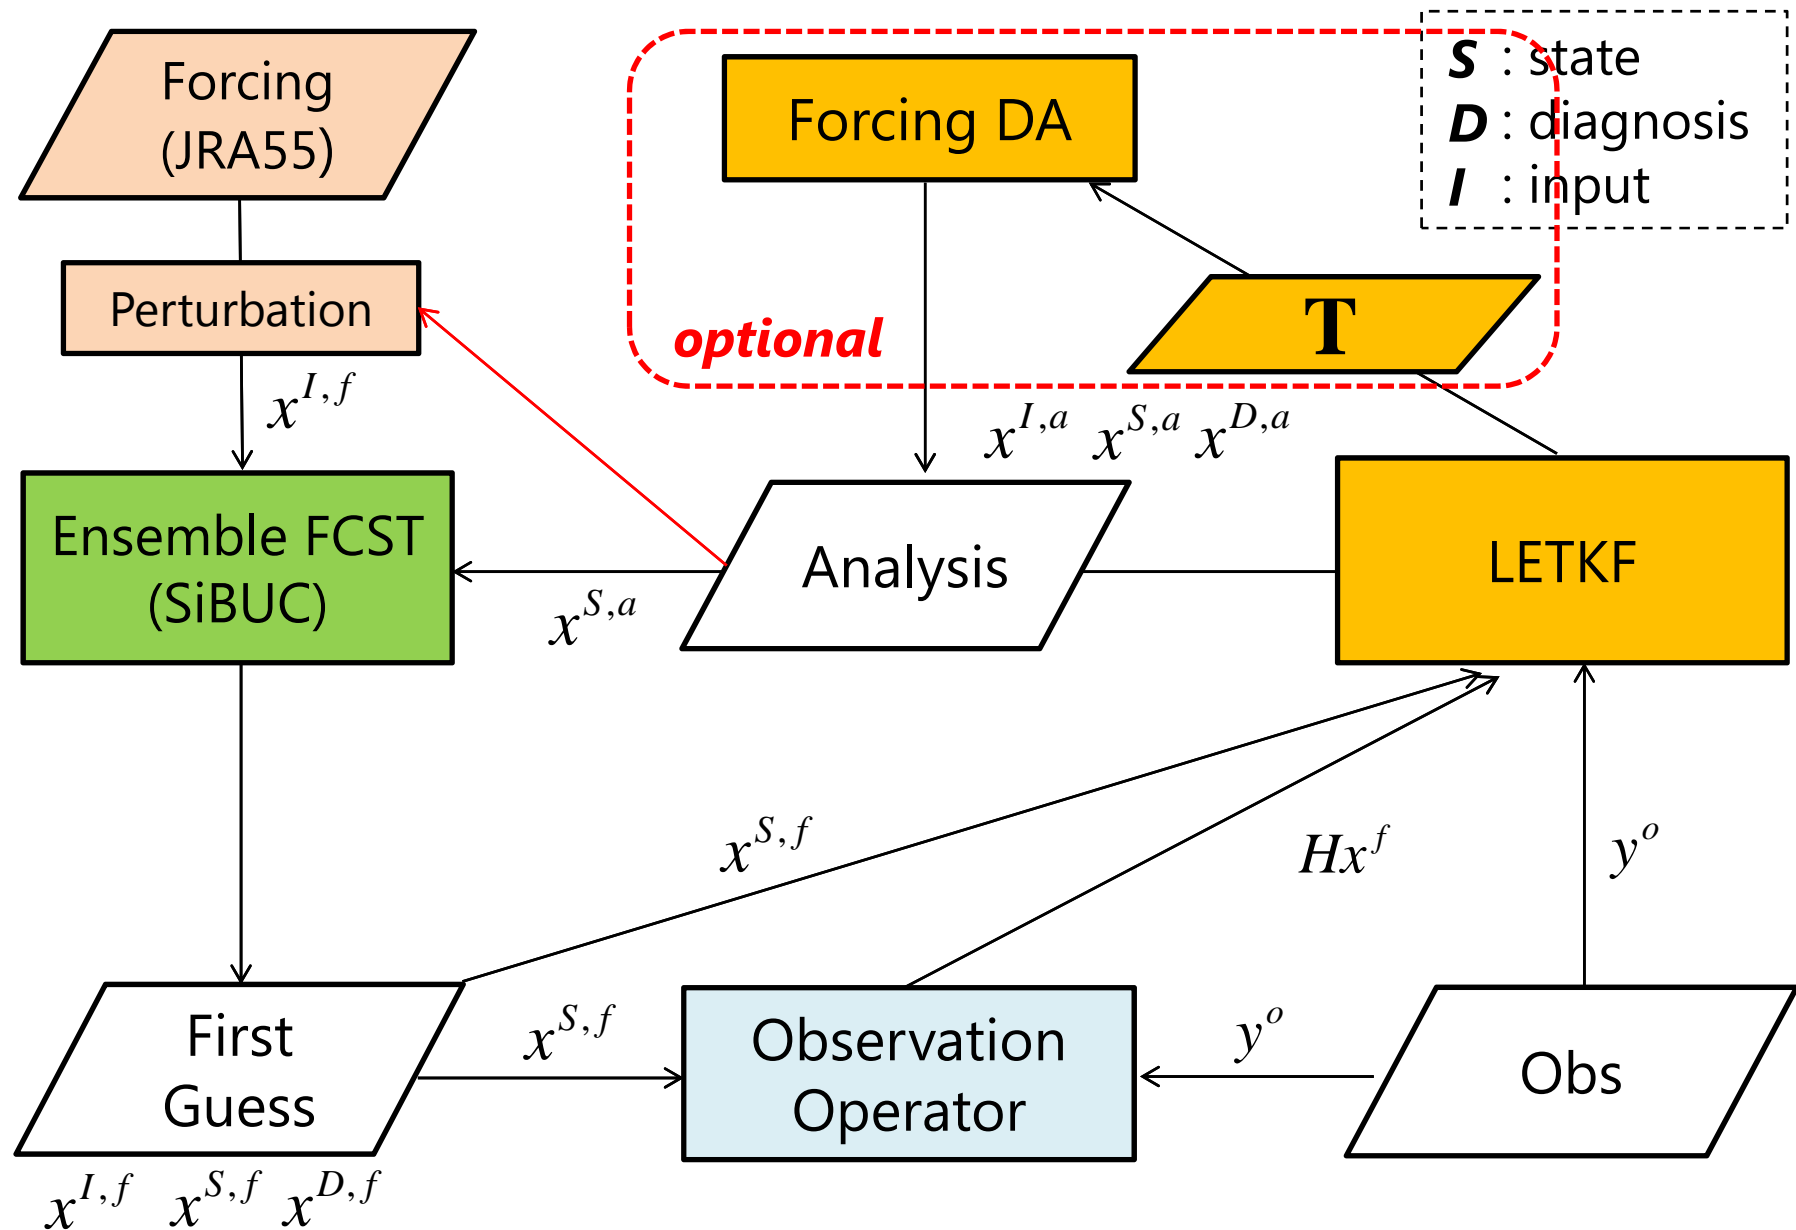 Forcing
(JRA55)
Forcing DA
S : state
D : diagnosis
I : input
Perturbation
optional
T
x^{I,f}
x^{I,a} x^{S,a} x^{D,a}
Ensemble FCST
(SiBUC)
Analysis
LETKF
x^{S,a}
x^{S,f}
Hx^{f}
y^{o}
First
Guess
x^{S,f}
Observation
Operator
y^{o}
Obs
x^{I,f} x^{S,f} x^{D,f}